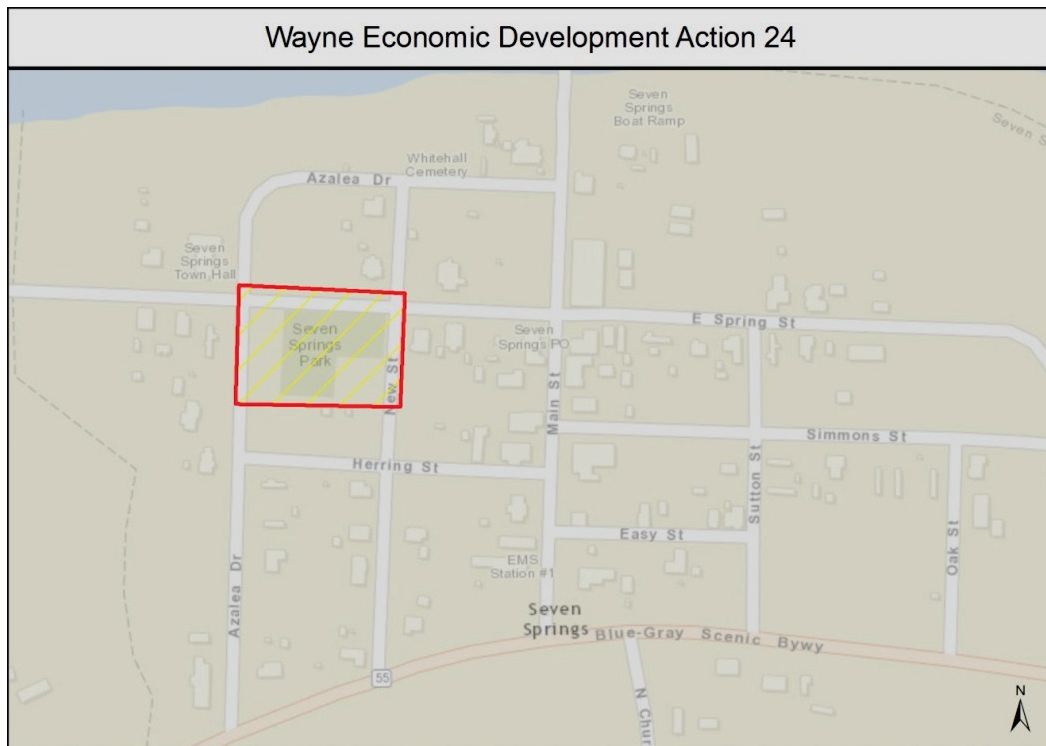 Wayne Economic Development Action 24
Seven
Springs
Boat Ramp
Seven S
Whitehall
Cemetery
Azalea Dr
Seven
Springs
Town Hall
E Spring St
Seven
Springs
Park
Seven
Springs PO
New St
Main St
Simmons St
Herring St
Sutton St
Easy St
Oak St
EMS
Station #1
Azalea Dr
Seven
Springs
Blue-Gray Scenic Bywy
55
N Chur
N